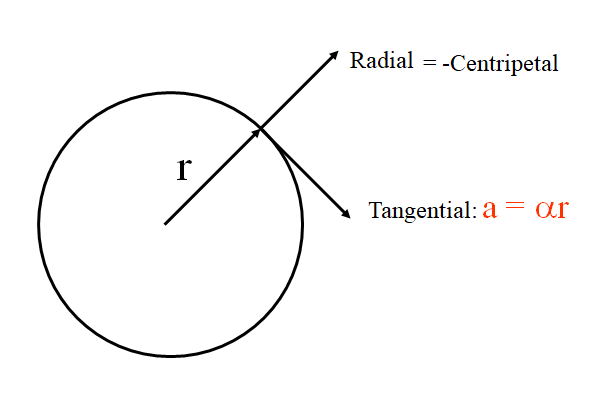 Radial = -Centripetal
r
Tangential: a = αr